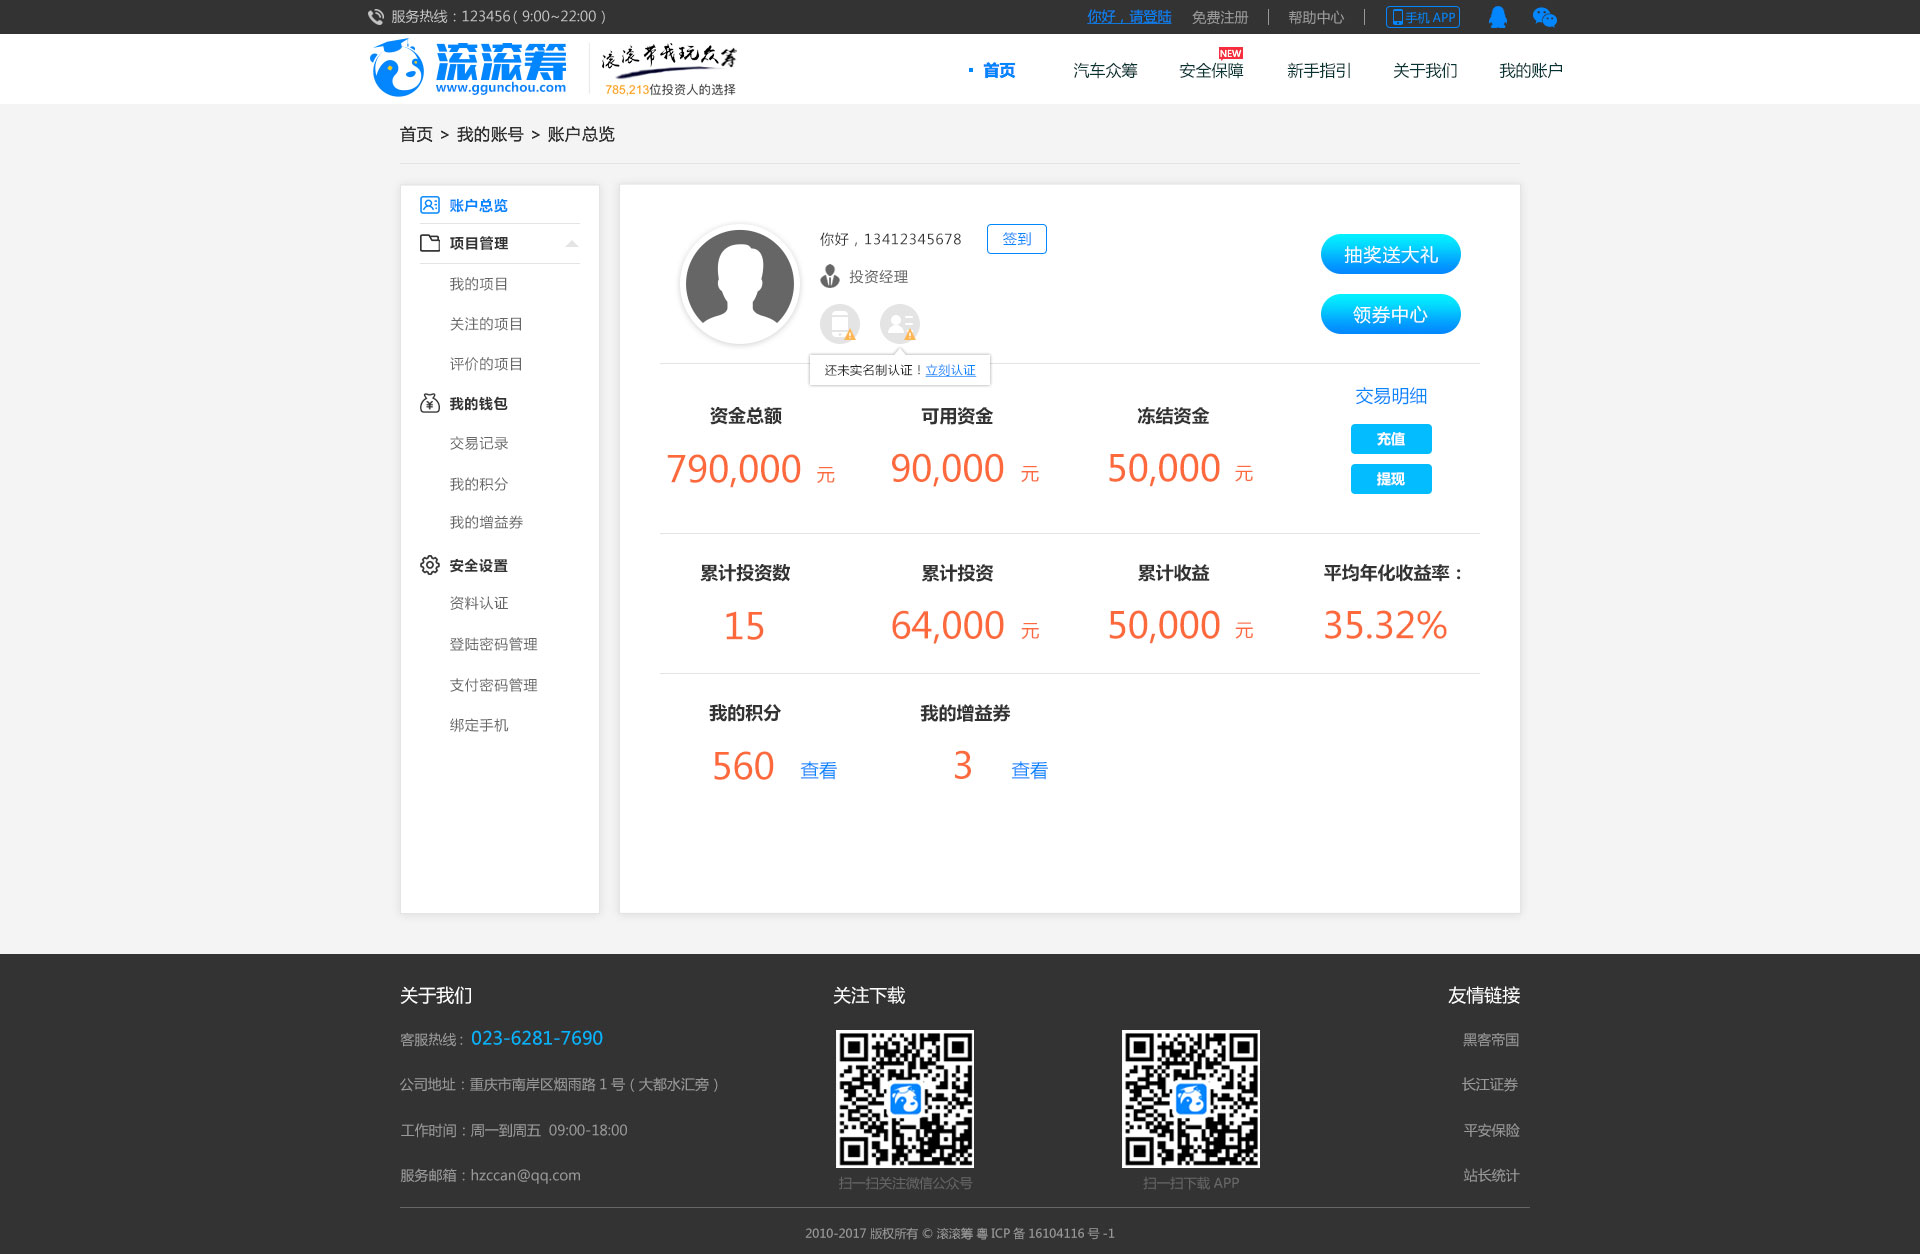 服务热线：123456（9:00~22:00）
你好，请登陆 免费注册 帮助中心 手机 APP
滚滚筹
www.ggunchou.com
滚滚带我玩众筹
785,213位投资人的选择
NEW
首页 汽车众筹 安全保障 新手指引 关于我们 我的账户
首页 > 我的账号 > 账户总览
账户总览
项目管理
我的项目
关注的项目
评价的项目
我的钱包
交易记录
我的积分
我的增益券
安全设置
资料认证
登陆密码管理
支付密码管理
绑定手机
你好，13412345678 签到
投资经理
还未实名制认证！立刻认证
抽奖送大礼
领券中心
资金总额 可用资金 冻结资金 交易明细
790,000 元 90,000 元 50,000 元
充值
提现
累计投资数 累计投资 累计收益 平均年化收益率：
15 64,000 元 50,000 元 35.32%
我的积分 我的增益券
560 查看 3 查看
关于我们
客服热线：023-6281-7690
公司地址：重庆市南岸区烟雨路 1 号（大都水汇旁）
工作时间：周一到周五 09:00-18:00
服务邮箱：hzccan@qq.com
关注下载
扫一扫关注微信公众号
扫一扫下载 APP
友情链接
黑客帝国
长江证券
平安保险
站长统计
2010-2017 版权所有 © 滚滚筹 粤 ICP 备 16104116 号 -1